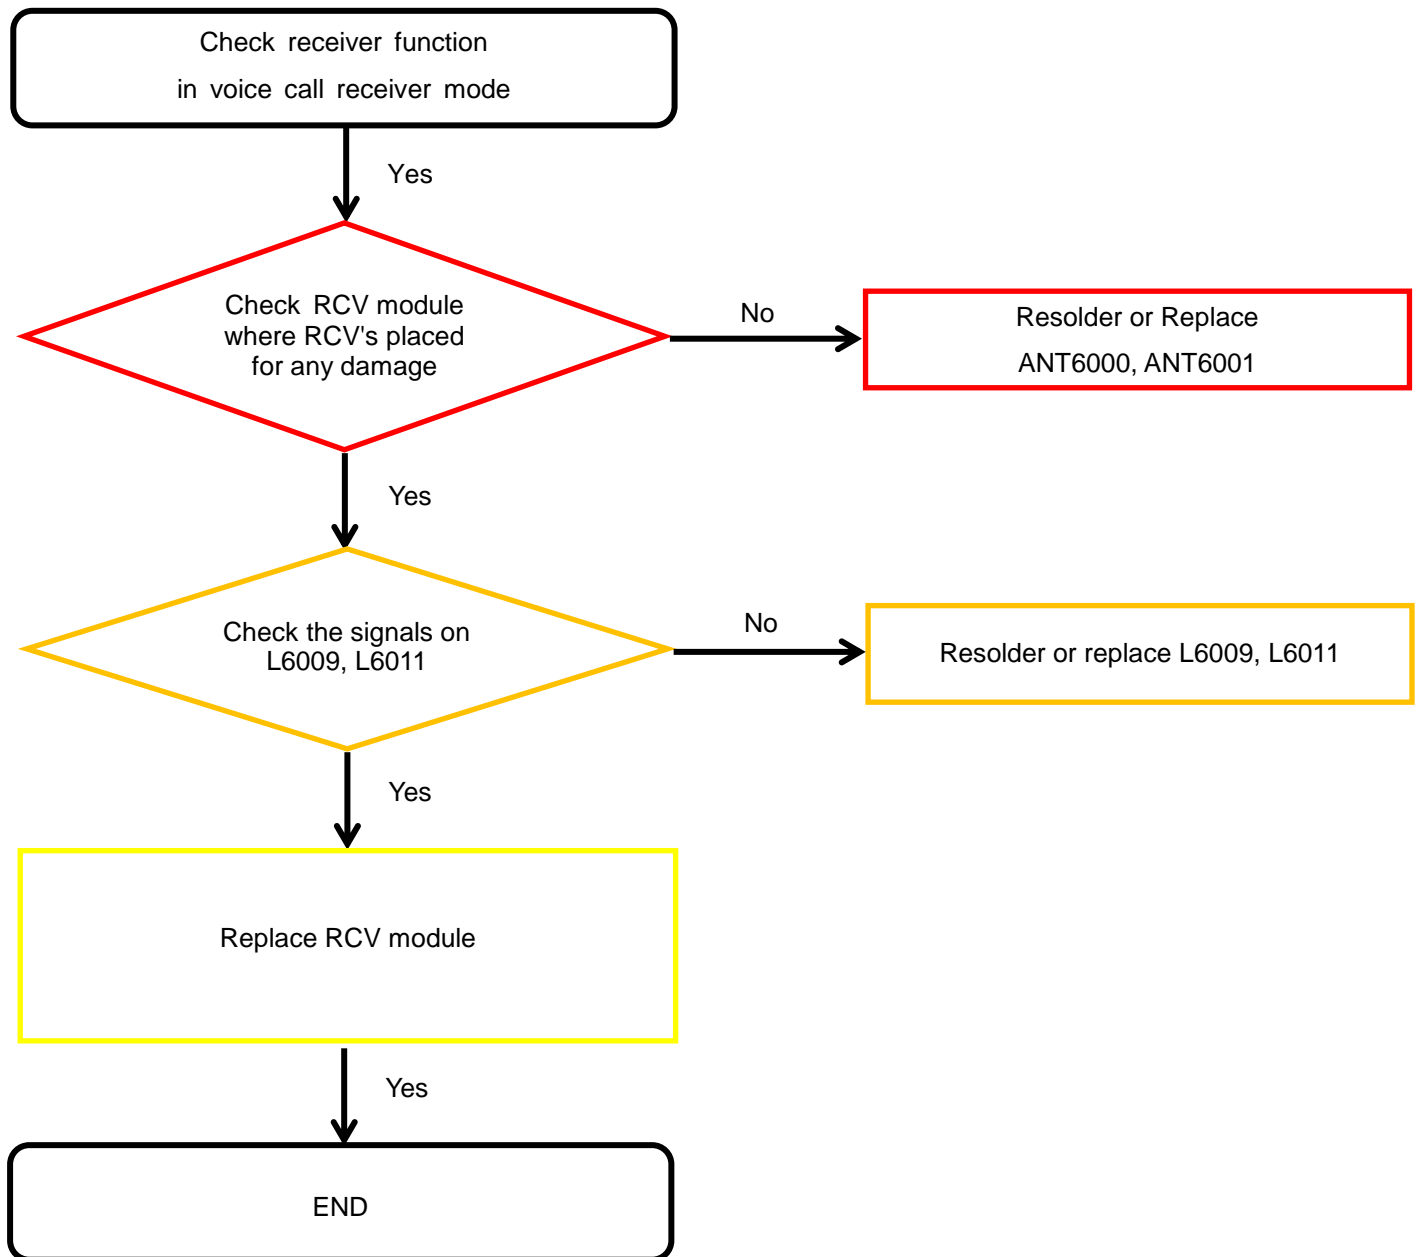 Check receiver function
in voice call receiver mode
Yes
Check RCV module
where RCV's placed
for any damage
No
Resolder or Replace
ANT6000, ANT6001
Yes
Check the signals on
L6009, L6011
No
Resolder or replace L6009, L6011
Yes
Replace RCV module
Yes
END